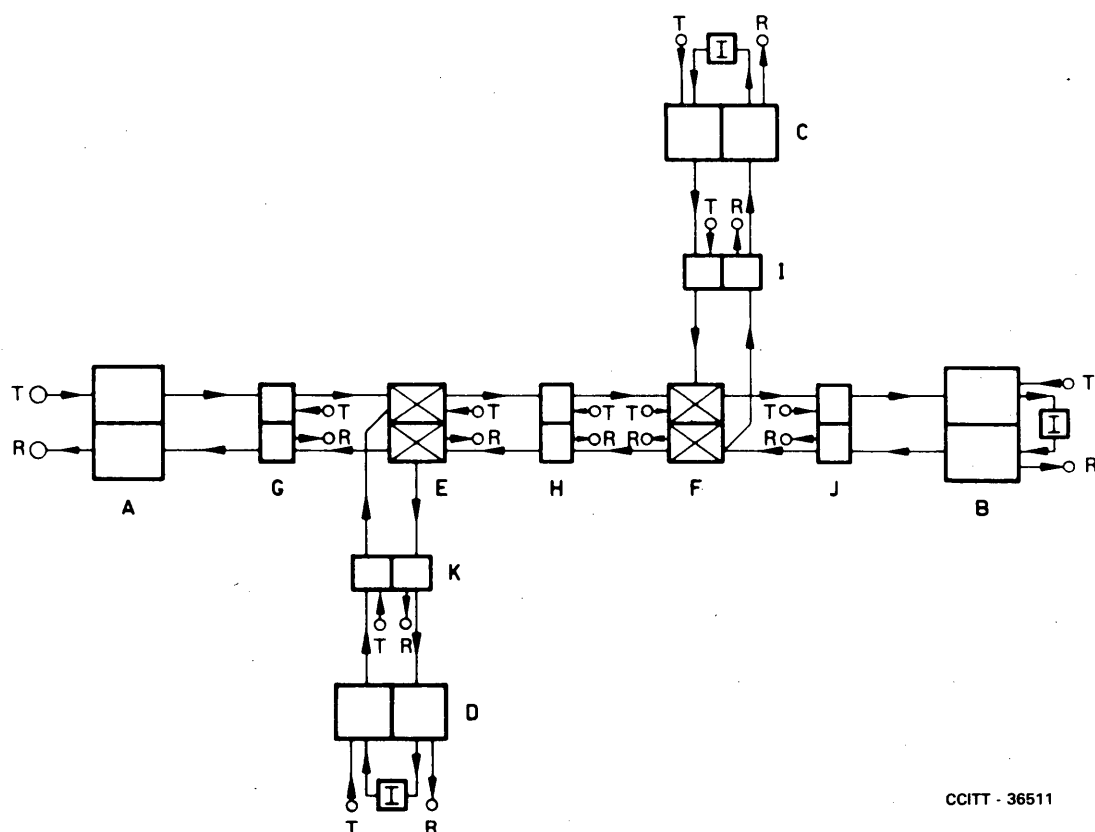 T R
I
C
T R
I
T T
T T T T
I
R R R R R R
A G E H F J B
K
T R
D
I
T R
CCITT - 36511